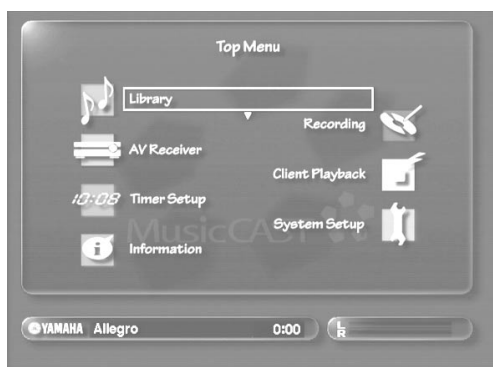 Top Menu
Library
Recording
AV Receiver
Client Playback
10:08 Timer Setup
System Setup
MusicCAST
i Information
YAMAHA Allegro 0:00 L
R